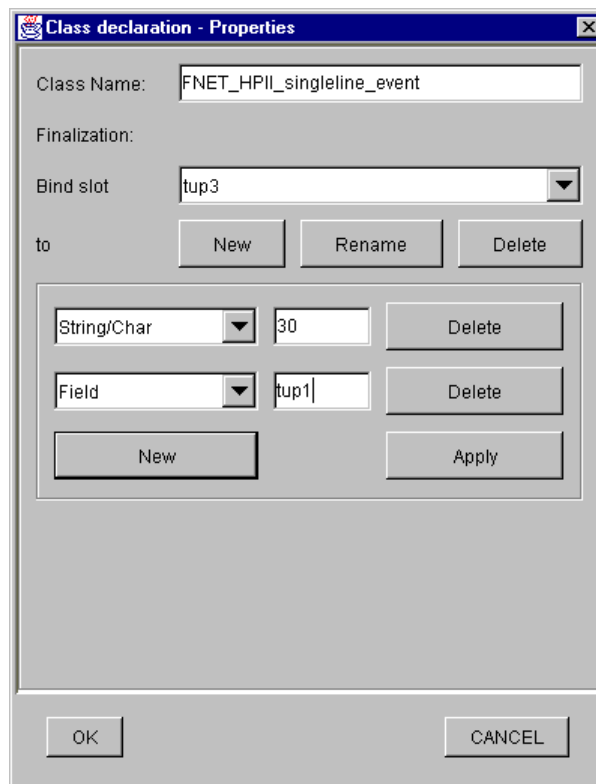 Class declaration - Properties
Class Name: FNET_HPII_singleline_event
Finalization:
Bind slot tup3
to New Rename Delete
String/Char 30 Delete
Field tup1 Delete
New Apply
OK CANCEL